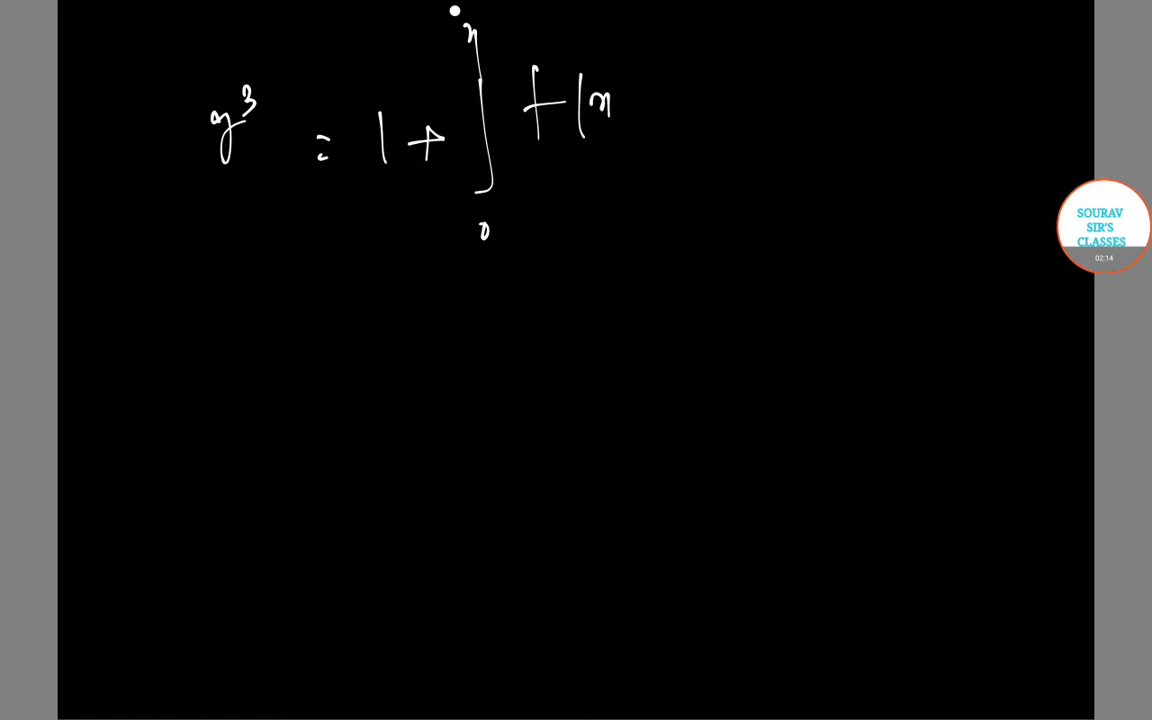 y³ = 1 + ∫₀ˣ f(x
SOURAV
SIR'S
CLASSES
02:14